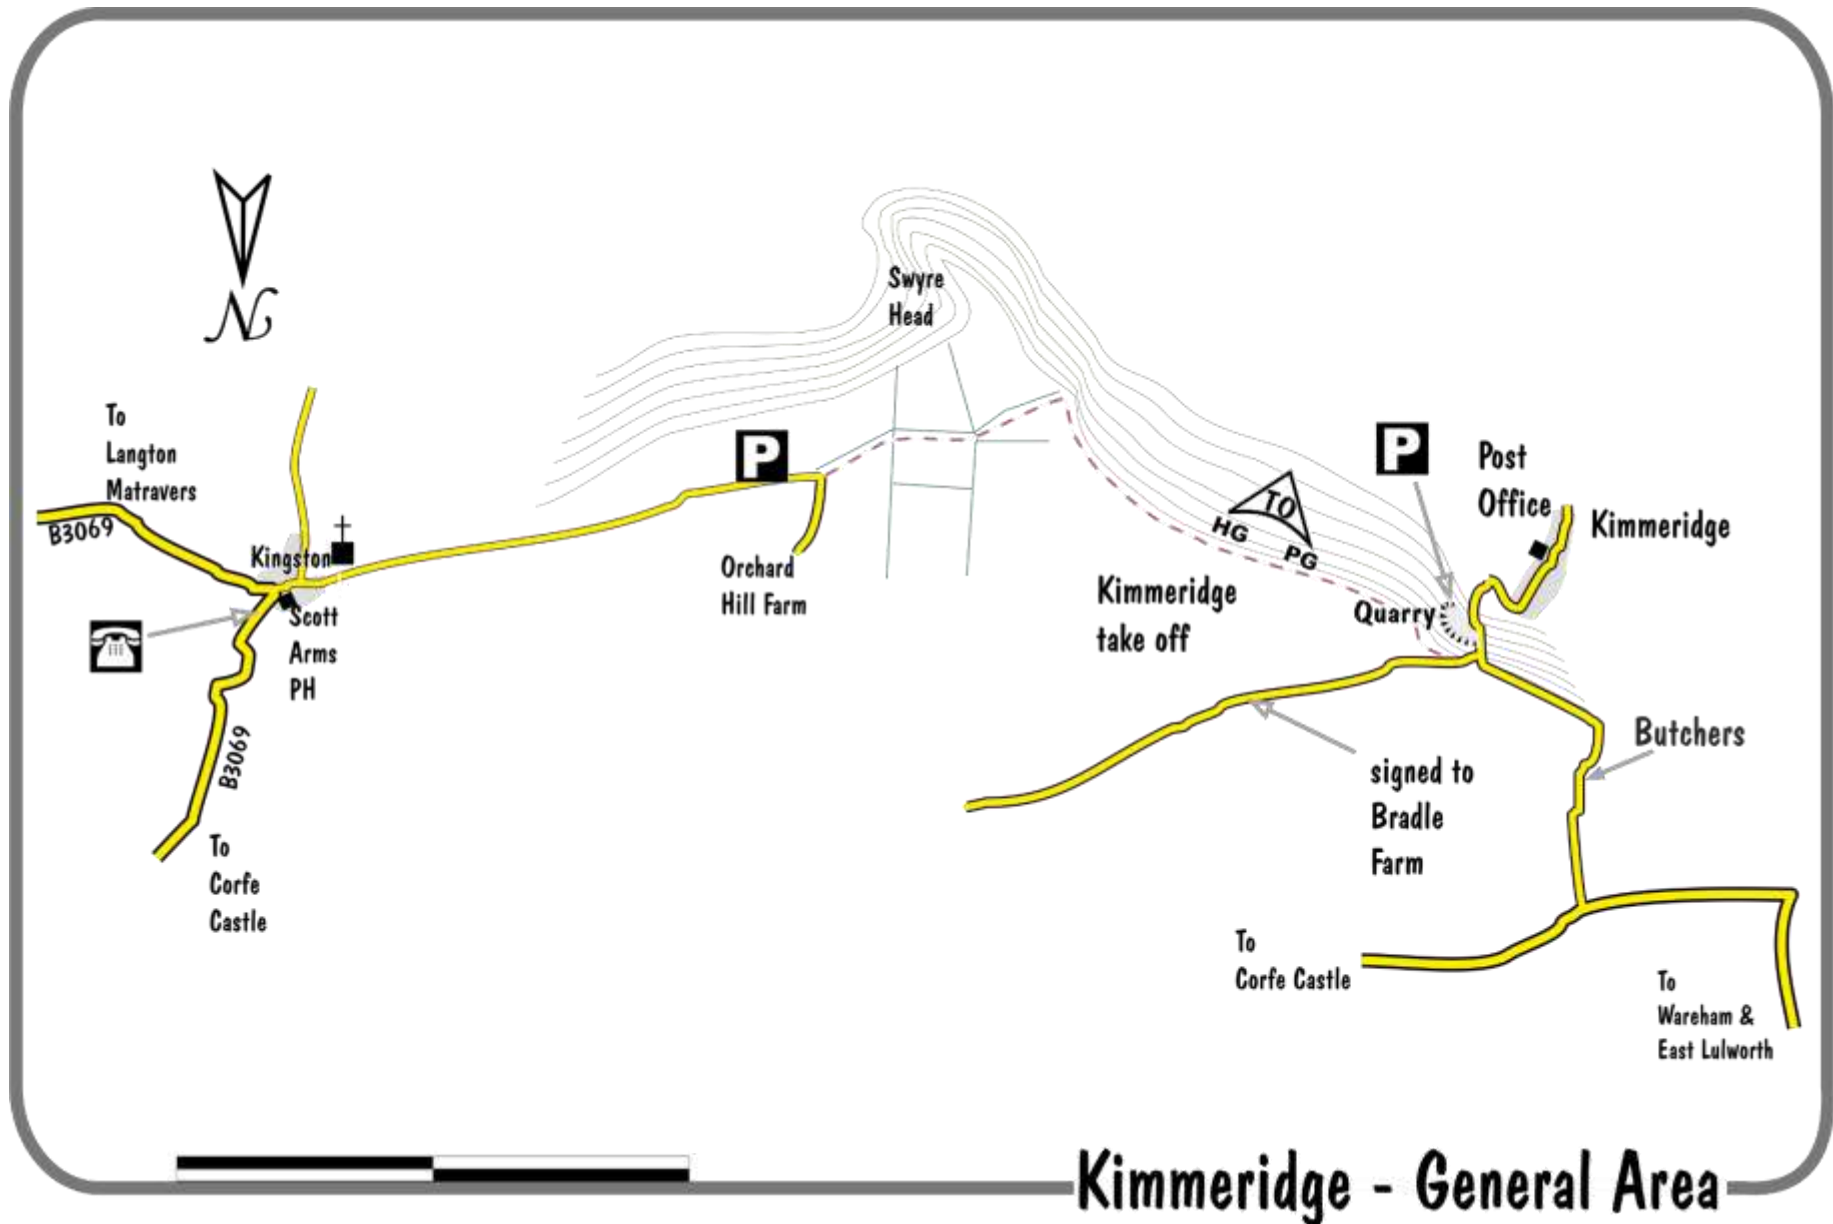 N
Swyre
Head
To
Langton
Matravers
B3069
Kingston
Scott
Arms
PH
B3069
To
Corfe
Castle
P
Orchard
Hill Farm
P
Post
Office
Kimmeridge
TO
HG
PG
Kimmeridge
take off
Quarry
Butchers
signed to
Bradle
Farm
To
Corfe Castle
To
Wareham &
East Lulworth
Kimmeridge - General Area